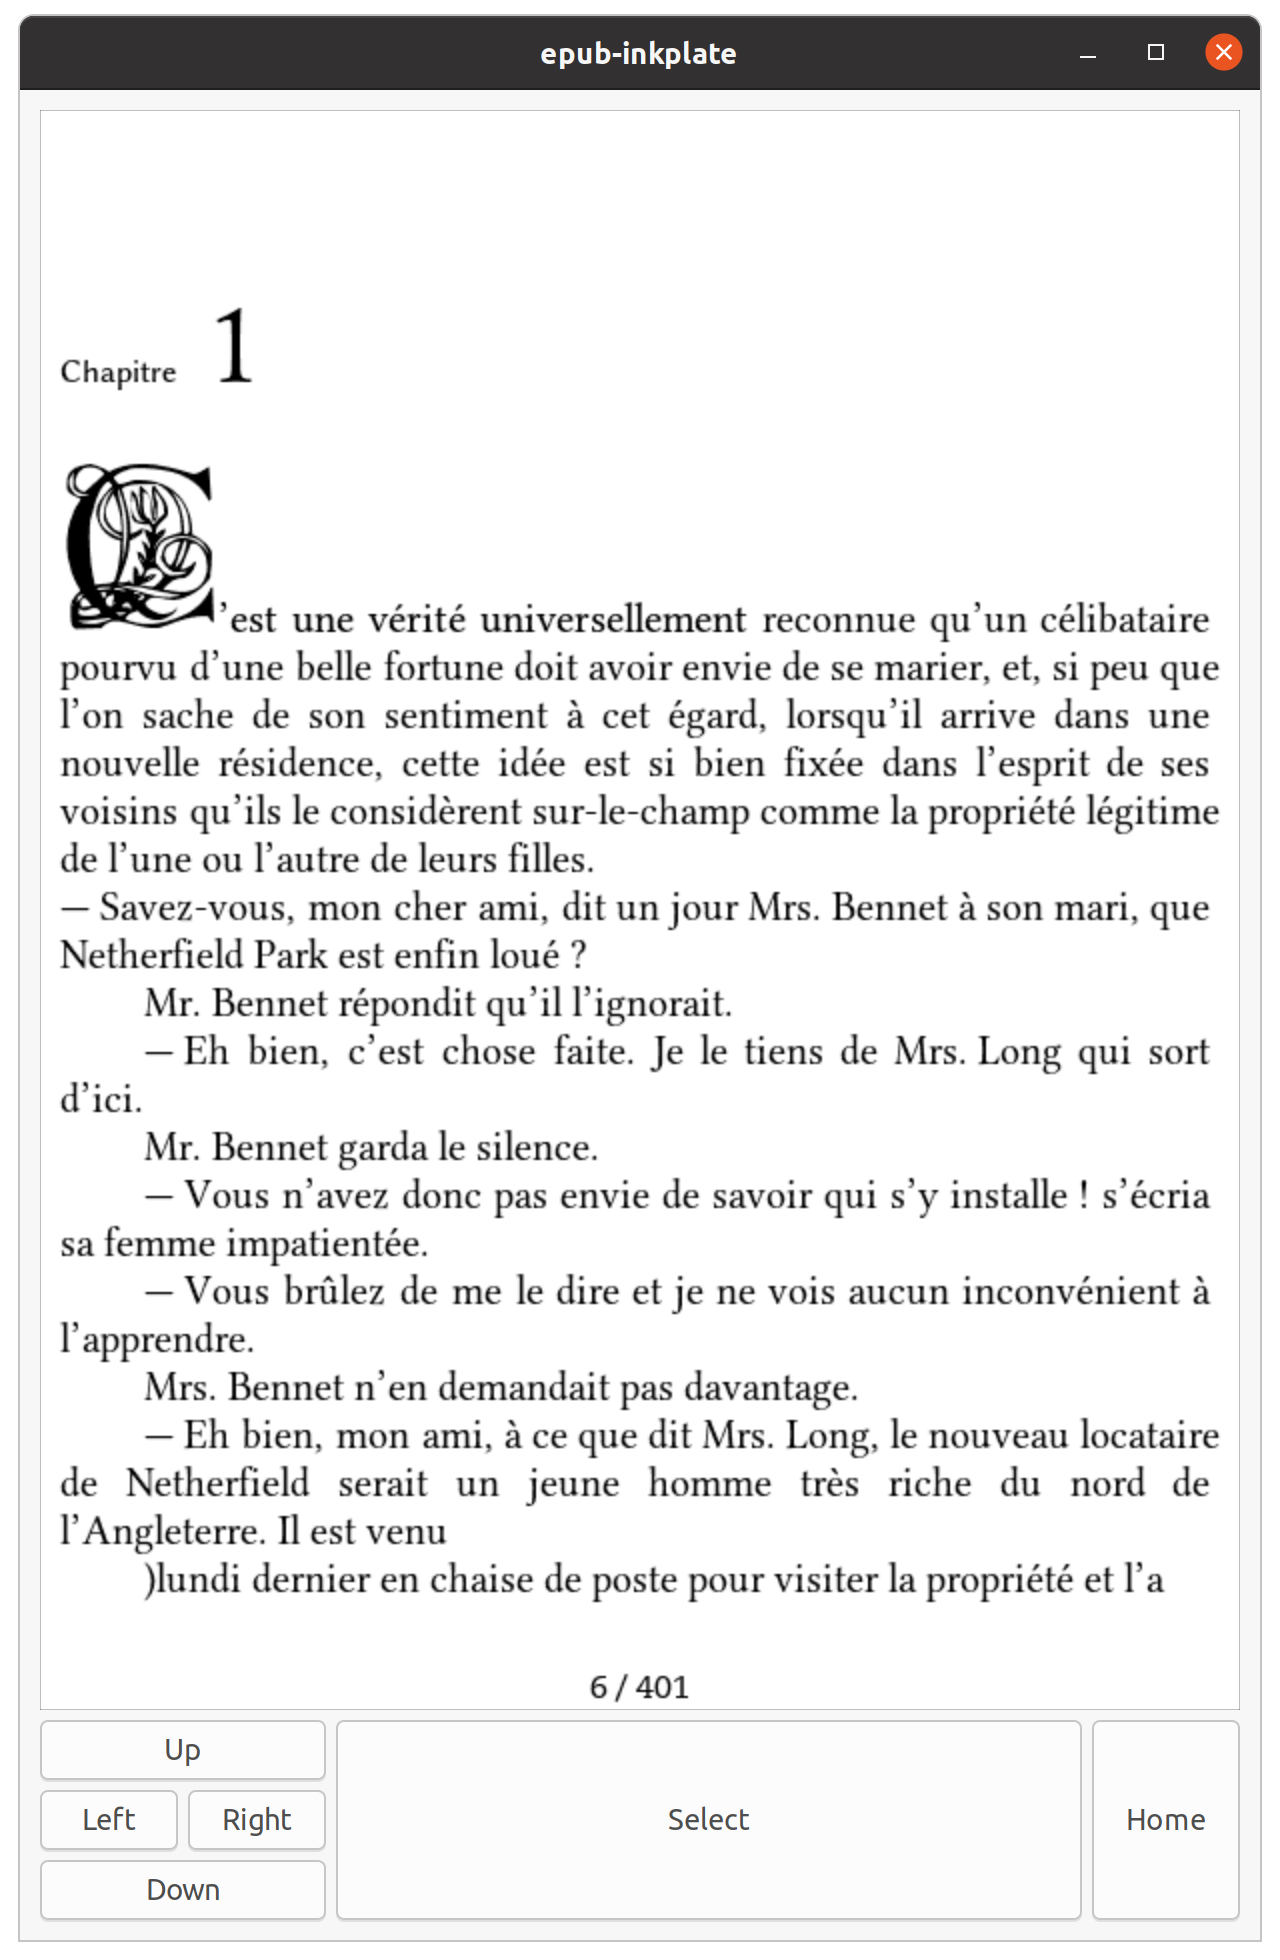 epub-inkplate
Chapitre 1
C’est une vérité universellement reconnue qu’un célibataire
pourvu d’une belle fortune doit avoir envie de se marier, et, si peu que
l’on sache de son sentiment à cet égard, lorsqu’il arrive dans une
nouvelle résidence, cette idée est si bien fixée dans l’esprit de ses
voisins qu’ils le considèrent sur-le-champ comme la propriété légitime
de l’une ou l’autre de leurs filles.
— Savez-vous, mon cher ami, dit un jour Mrs. Bennet à son mari, que
Netherfield Park est enfin loué ?
Mr. Bennet répondit qu’il l’ignorait.
— Eh bien, c’est chose faite. Je le tiens de Mrs. Long qui sort
d’ici.
Mr. Bennet garda le silence.
— Vous n’avez donc pas envie de savoir qui s’y installe ! s’écria
sa femme impatientée.
— Vous brûlez de me le dire et je ne vois aucun inconvénient à
l’apprendre.
Mrs. Bennet n’en demandait pas davantage.
— Eh bien, mon ami, à ce que dit Mrs. Long, le nouveau locataire
de Netherfield serait un jeune homme très riche du nord de
l’Angleterre. Il est venu
)lundi dernier en chaise de poste pour visiter la propriété et l’a
6 / 401
Up
Left
Right
Down
Select
Home